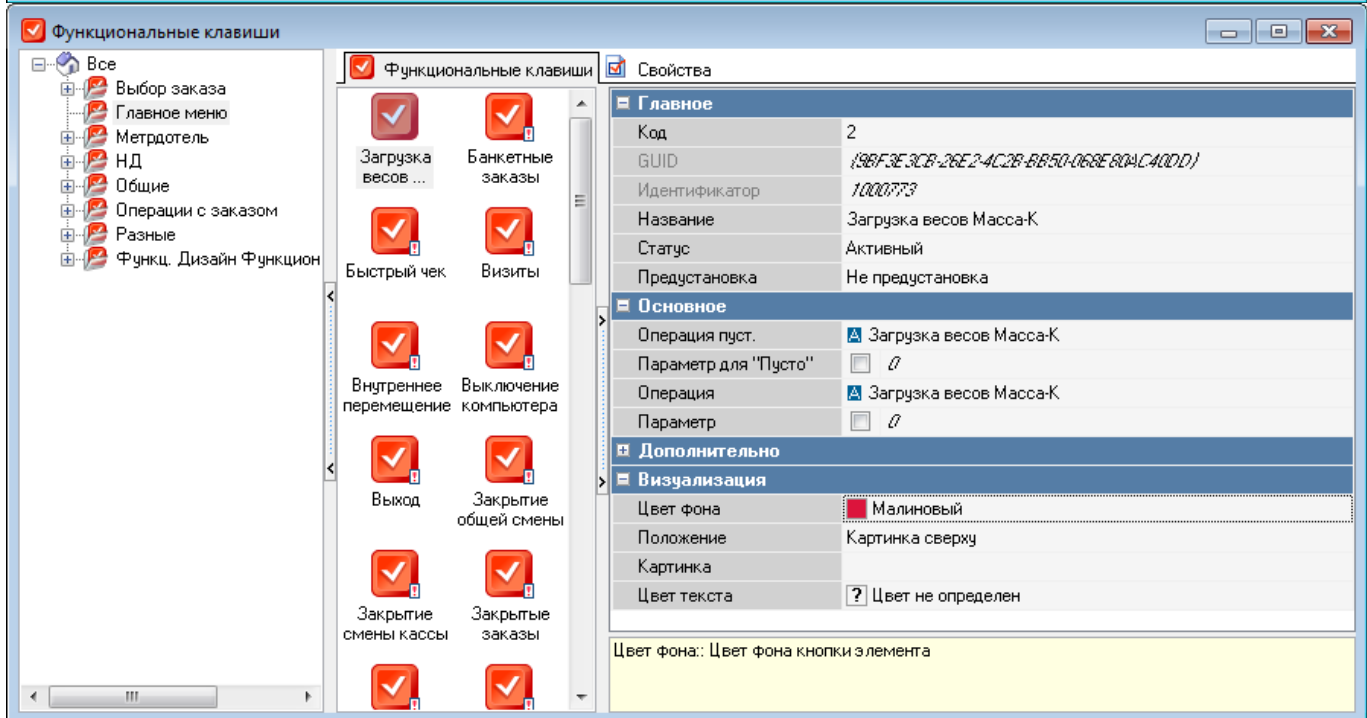 Функциональные клавиши
Все
Выбор заказа
Главное меню
Метрдотель
НД
Общие
Операции с заказом
Разные
Функц. Дизайн Функцион
Функциональные клавиши
Загрузка
весов ...
Банкетные
заказы
Быстрый чек
Визиты
Внутреннее
перемещение
Выключение
компьютера
Выход
Закрытие
общей смены
Закрытие
смены кассы
Закрытые
заказы
Свойства
Главное
Код 2
GUID {9BF3E3CB-26E2-4C2B-BB50-068E80AC40DD}
Идентификатор 1000773
Название Загрузка весов Масса-К
Статус Активный
Предустановка Не предустановка
Основное
Операция пуст. A Загрузка весов Масса-К
Параметр для "Пусто" 0
Операция A Загрузка весов Масса-К
Параметр 0
Дополнительно
Визуализация
Цвет фона Малиновый
Положение Картинка сверху
Картинка
Цвет текста ? Цвет не определен
Цвет фона:: Цвет фона кнопки элемента